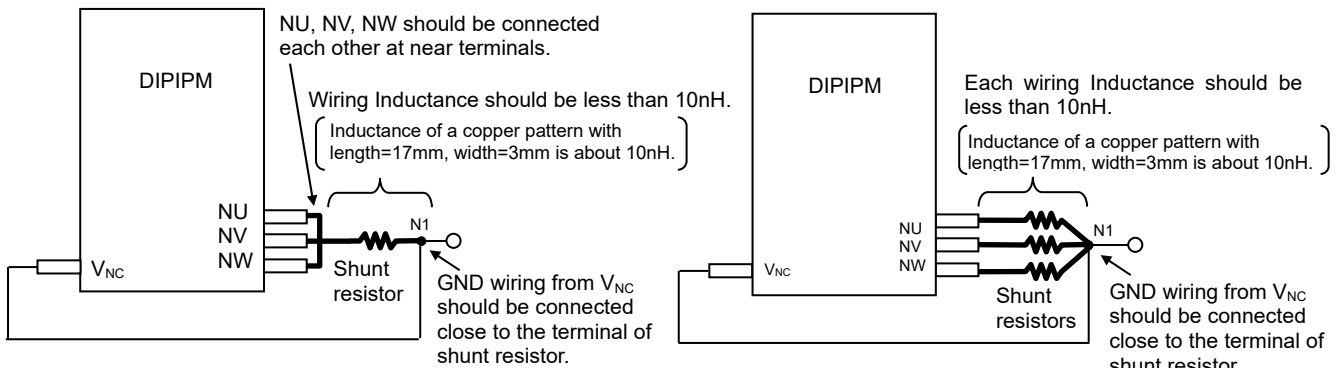 NU, NV, NW should be connected
each other at near terminals.
DIPIPM
Wiring Inductance should be less than 10nH.
Inductance of a copper pattern with
length=17mm, width=3mm is about 10nH.
NU
NV
NW
N1
VNC
Shunt
resistor
GND wiring from VNC
should be connected
close to the terminal of
shunt resistor.
DIPIPM
Each wiring Inductance should be
less than 10nH.
Inductance of a copper pattern with
length=17mm, width=3mm is about 10nH.
NU
NV
NW
N1
VNC
Shunt
resistors
GND wiring from VNC
should be connected
close to the terminal of
shunt resistor